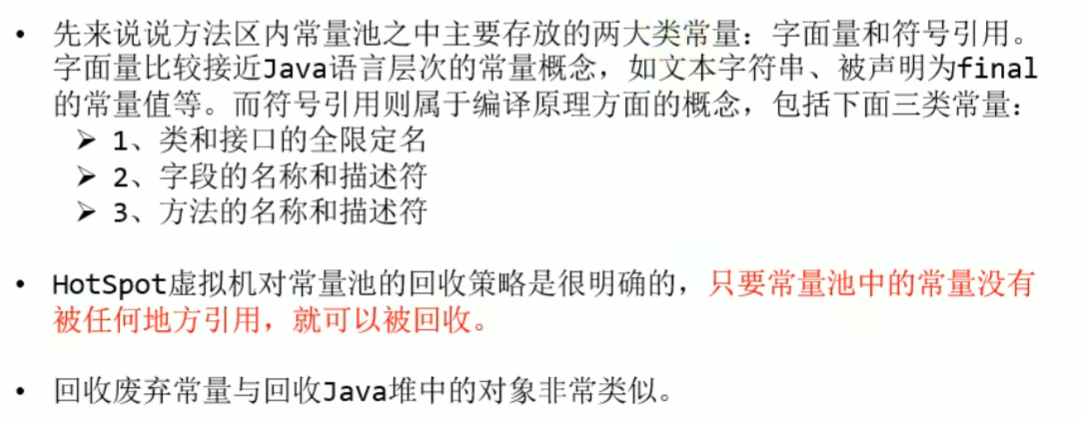 • 先来说说方法区内常量池之中主要存放的两大类常量：字面量和符号引用。
字面量比较接近Java语言层次的常量概念，如文本字符串、被声明为final
的常量值等。而符号引用则属于编译原理方面的概念，包括下面三类常量：
➢ 1、类和接口的全限定名
➢ 2、字段的名称和描述符
➢ 3、方法的名称和描述符
• HotSpot虚拟机对常量池的回收策略是很明确的，只要常量池中的常量没有
被任何地方引用，就可以被回收。
• 回收废弃常量与回收Java堆中的对象非常类似。